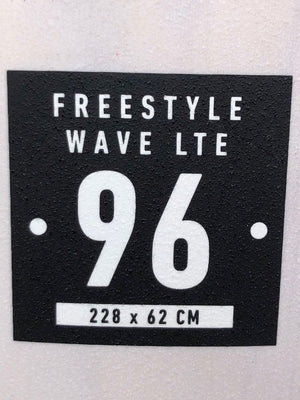 FREESTYLE
WAVE LTE
96
228 x 62 CM